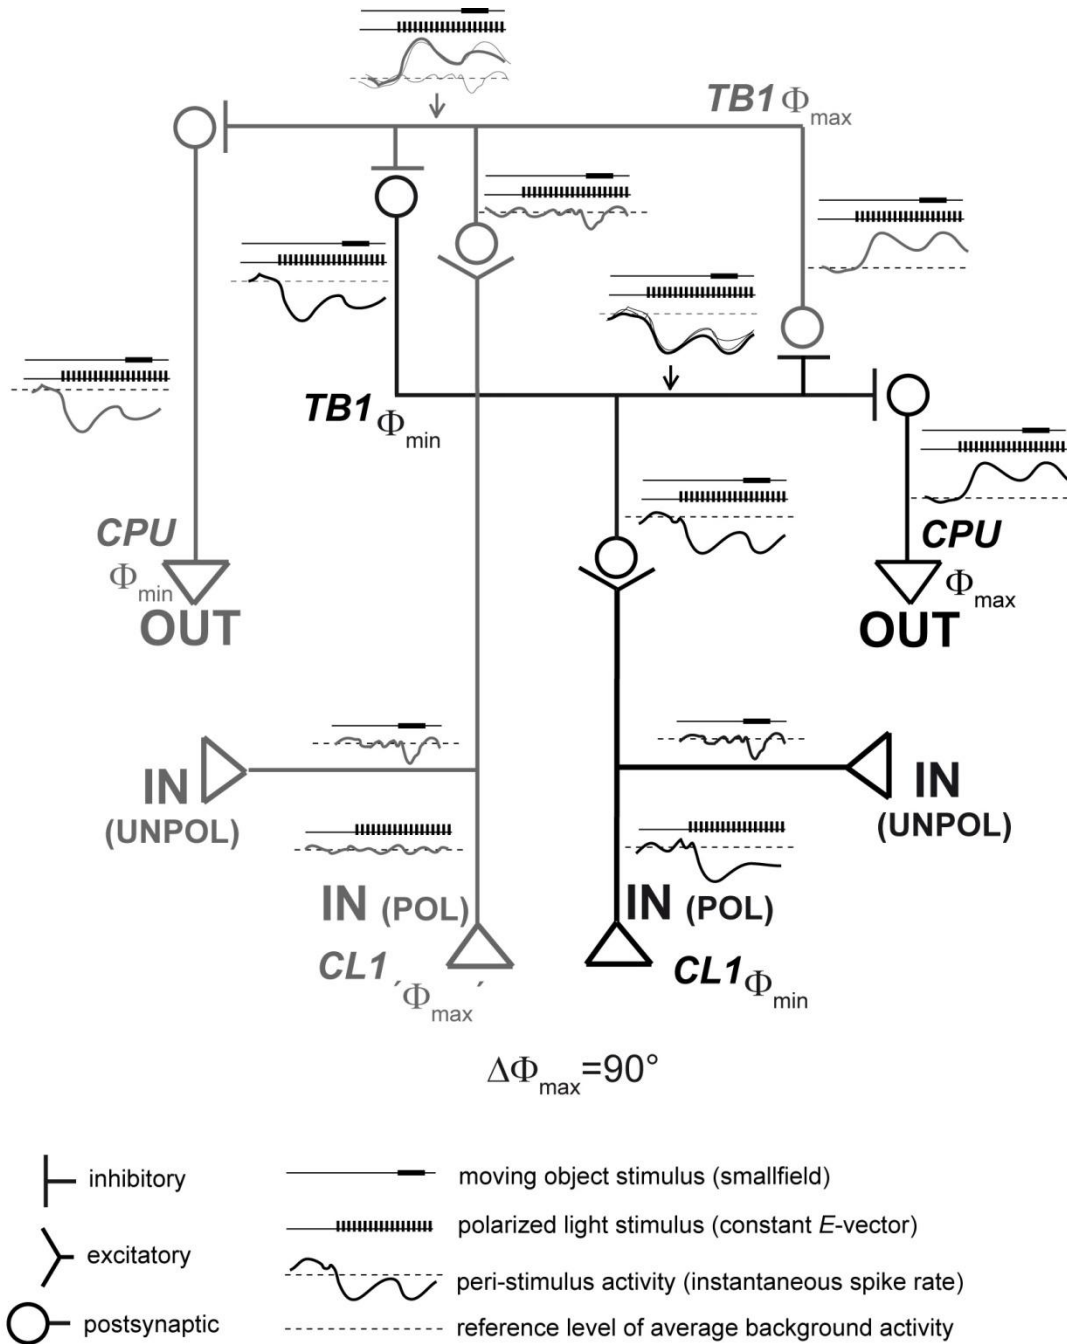 TB1 Φmax
TB1 Φmin
CPU
Φmin
OUT
CPU
Φmax
OUT
IN
(UNPOL)
IN
(UNPOL)
IN (POL)
CL1 ´Φmax´
IN (POL)
CL1 Φmin
ΔΦmax=90°
inhibitory
excitatory
postsynaptic
moving object stimulus (smallfield)
polarized light stimulus (constant E-vector)
peri-stimulus activity (instantaneous spike rate)
reference level of average background activity